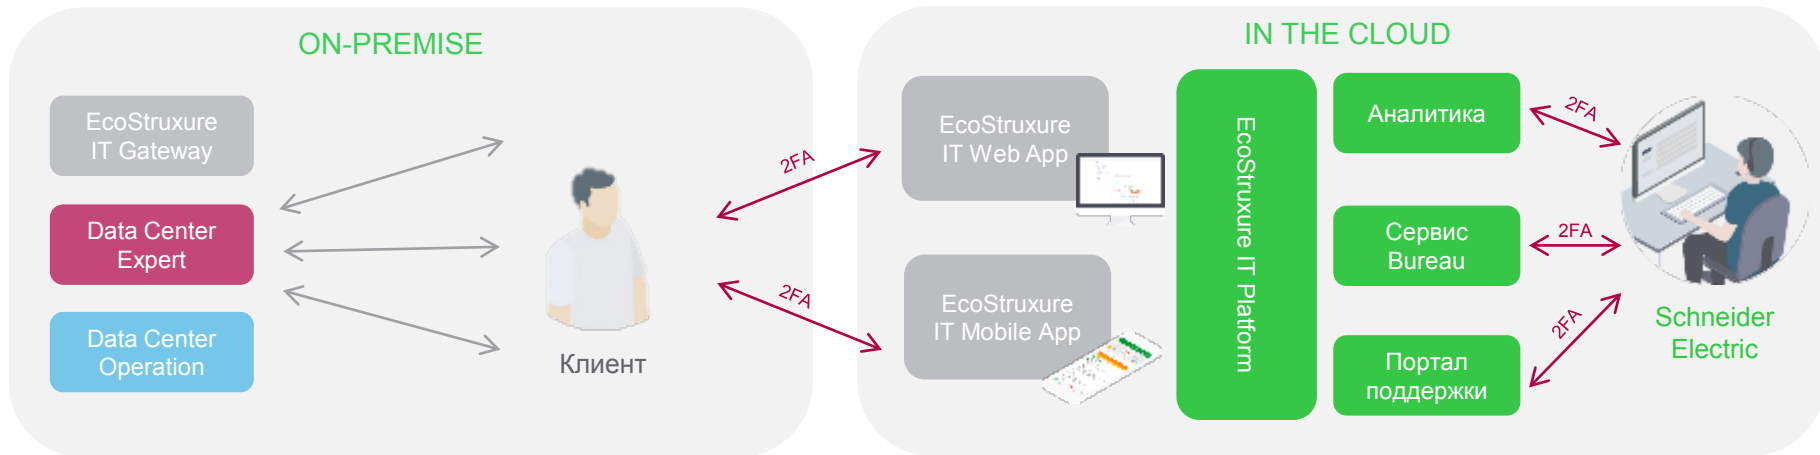 ON-PREMISE
EcoStruxure
IT Gateway
Data Center
Expert
Data Center
Operation
Клиент
2FA
2FA
IN THE CLOUD
EcoStruxure
IT Web App
EcoStruxure
IT Mobile App
EcoStruxure IT Platform
Аналитика
Сервис
Bureau
Портал
поддержки
2FA
2FA
2FA
Schneider
Electric